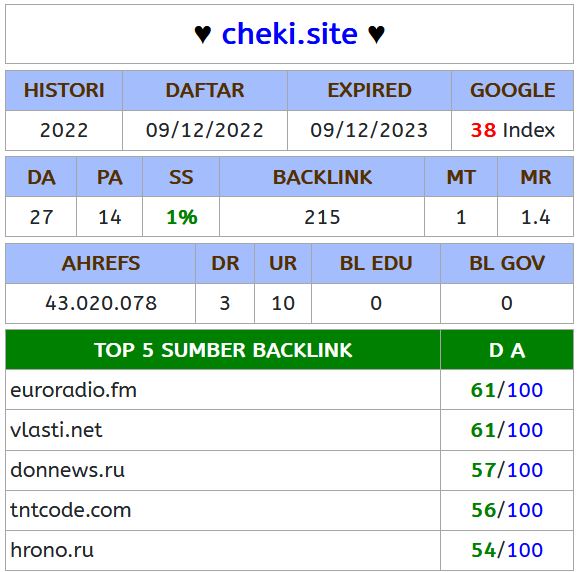 ♥ cheki.site ♥
HISTORI DAFTAR EXPIRED GOOGLE
2022 09/12/2022 09/12/2023 38 Index
DA PA SS BACKLINK MT MR
27 14 1% 215 1 1.4
AHREFS DR UR BL EDU BL GOV
43.020.078 3 10 0 0
TOP 5 SUMBER BACKLINK D A
euroradio.fm 61/100
vlasti.net 61/100
donnews.ru 57/100
tntcode.com 56/100
hrono.ru 54/100